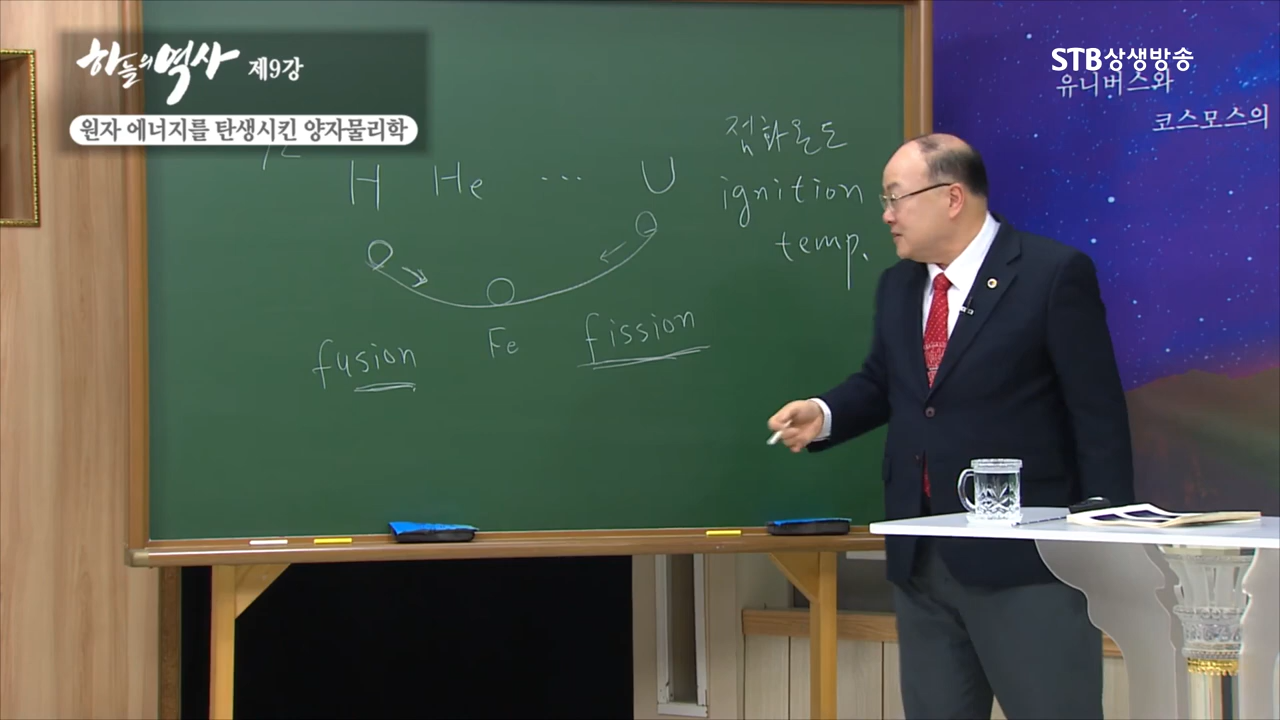 하늘의 역사 제9강
STB상생방송
유니버스와
코스모스의
원자 에너지를 탄생시킨 양자물리학
H He ... U
점화온도
ignition
temp.
Fe
fusion
fission